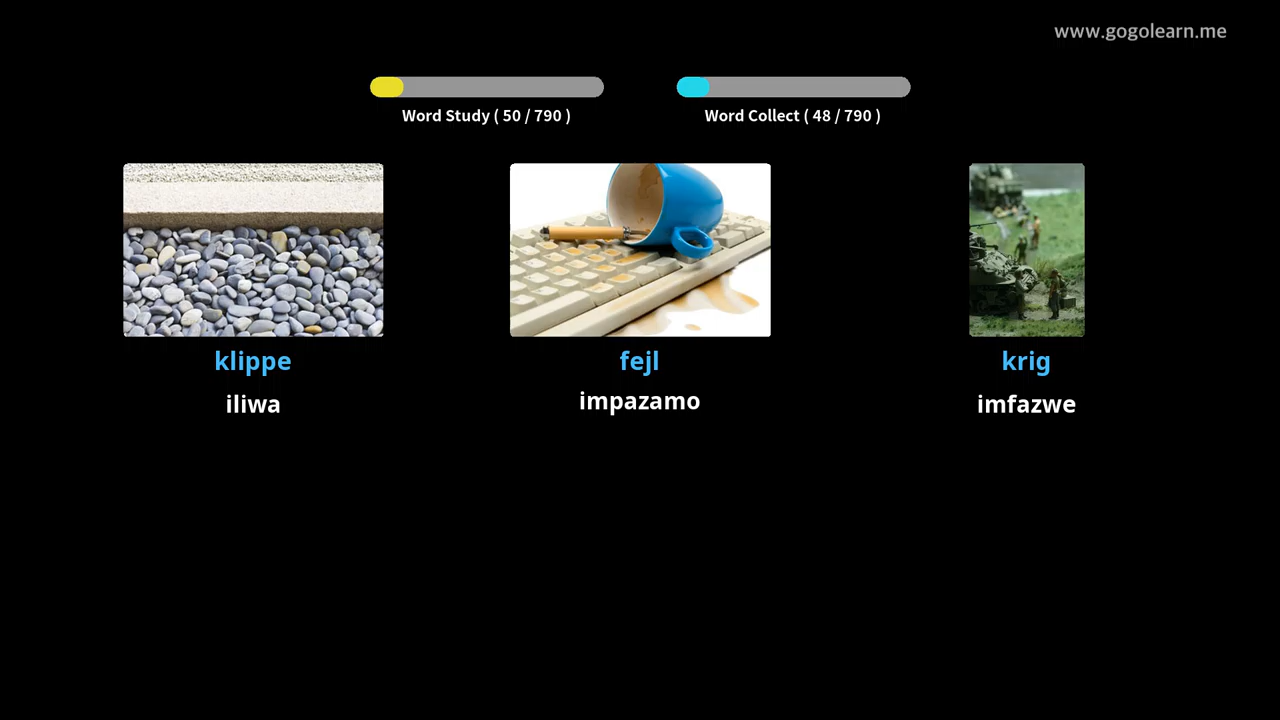 www.gogolearn.me
Word Study ( 50 / 790 )
Word Collect ( 48 / 790 )
klippe
iliwa
fejl
impazamo
krig
imfazwe